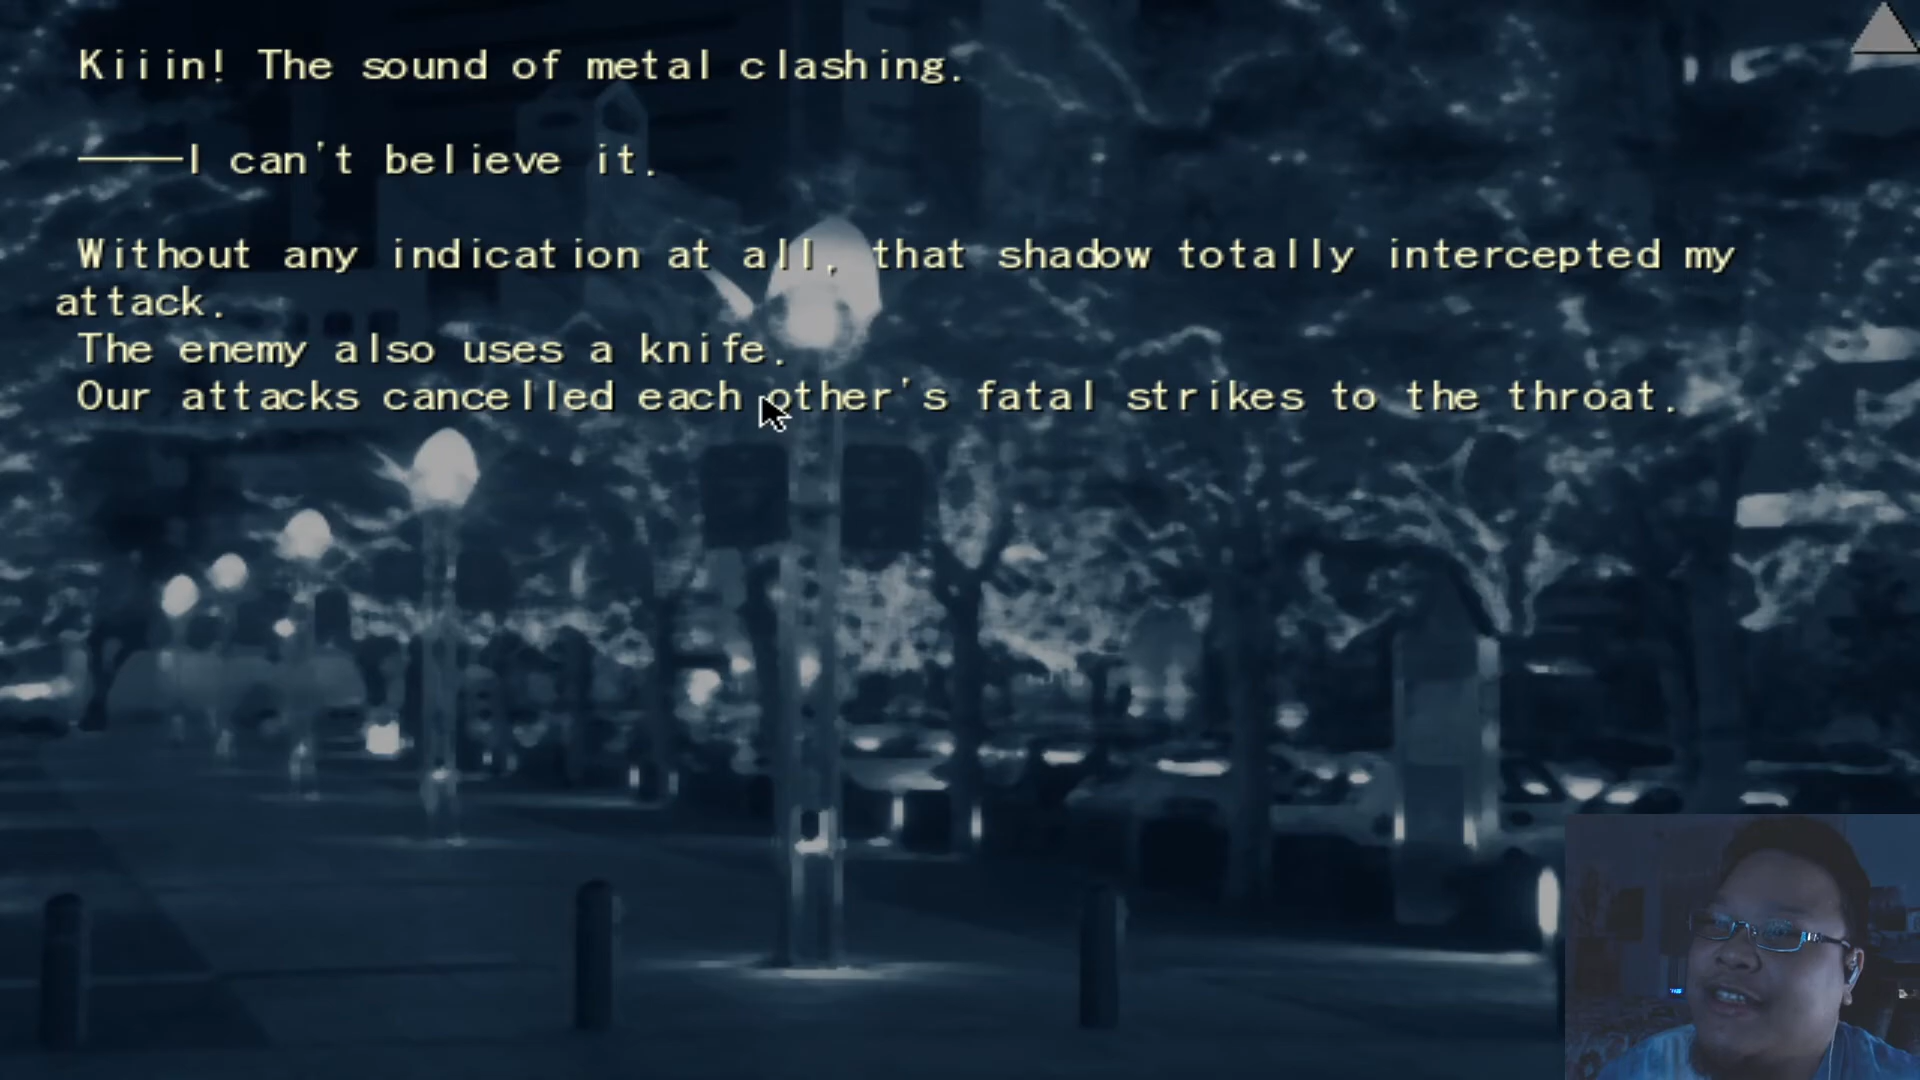 Kiiin! The sound of metal clashing.
———I can't believe it.
Without any indication at all, that shadow totally intercepted my
attack.
The enemy also uses a knife.
Our attacks cancelled each other's fatal strikes to the throat.